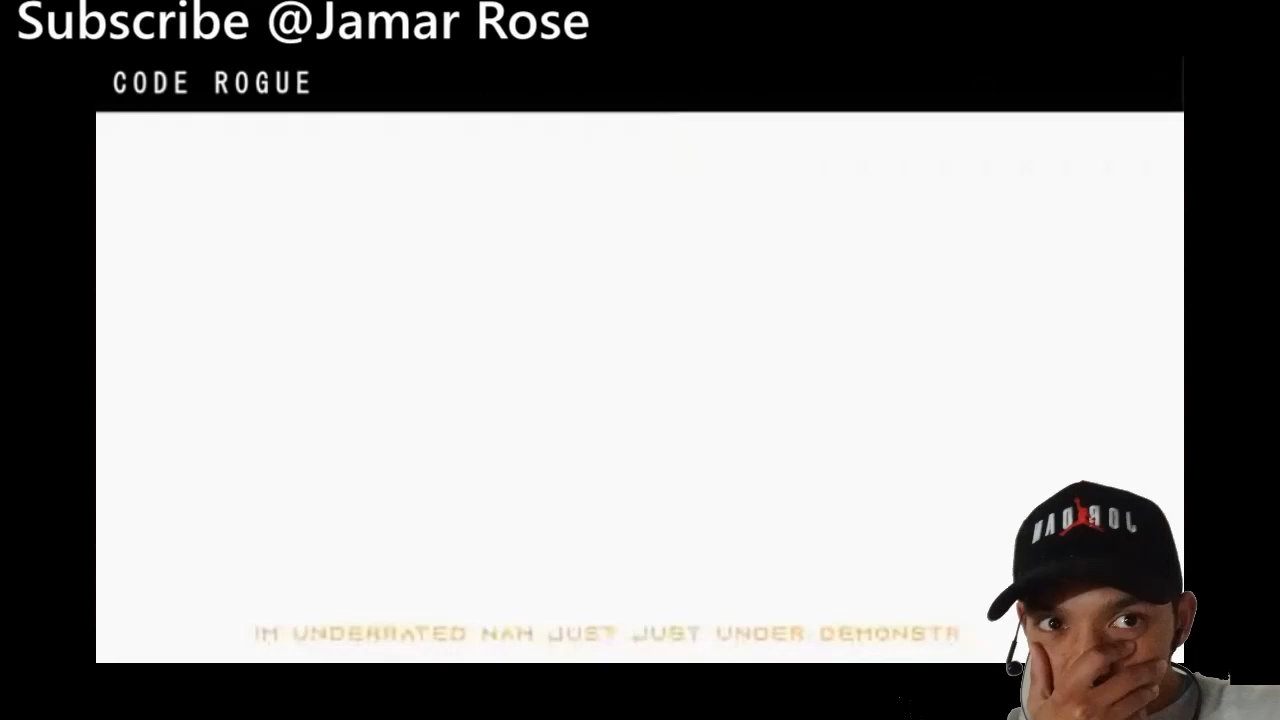 Subscribe @Jamar Rose
CODE ROGUE
IM UNDERRATED NAH JUST JUST UNDER DEMONSTR
JORDAN